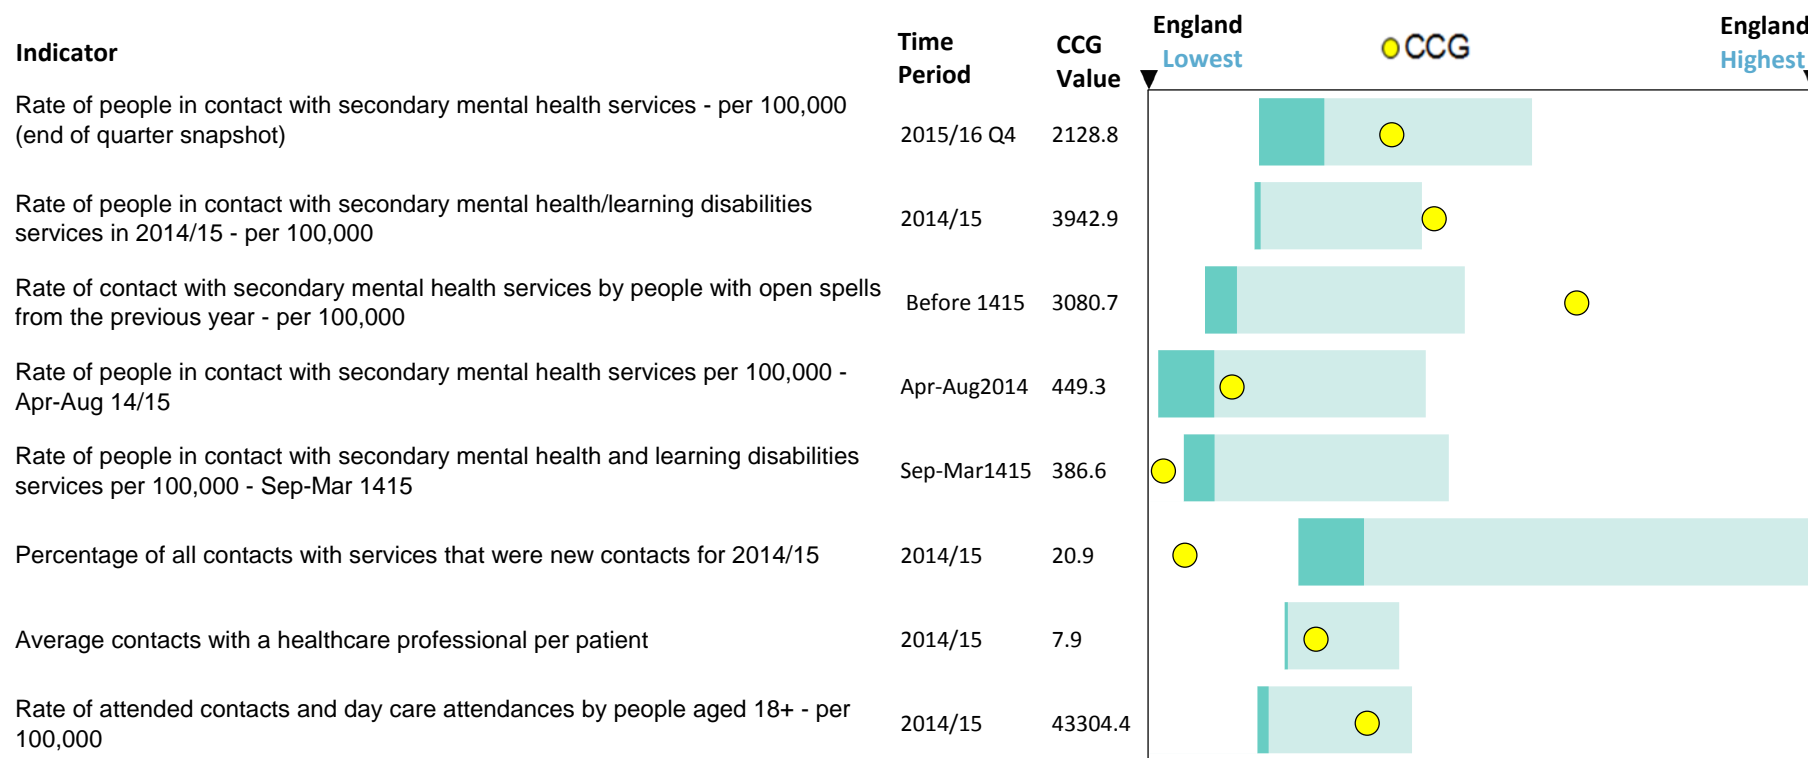 Indicator
Time
Period
CCG
Value
England
Lowest
CCG
England
Highest
Rate of people in contact with secondary mental health services - per 100,000
(end of quarter snapshot)
2015/16 Q4
2128.8
Rate of people in contact with secondary mental health/learning disabilities
services in 2014/15 - per 100,000
2014/15
3942.9
Rate of contact with secondary mental health services by people with open spells
from the previous year - per 100,000
Before 1415
3080.7
Rate of people in contact with secondary mental health services per 100,000 -
Apr-Aug 14/15
Apr-Aug2014
449.3
Rate of people in contact with secondary mental health and learning disabilities
services per 100,000 - Sep-Mar 1415
Sep-Mar1415
386.6
Percentage of all contacts with services that were new contacts for 2014/15
2014/15
20.9
Average contacts with a healthcare professional per patient
2014/15
7.9
Rate of attended contacts and day care attendances by people aged 18+ - per
100,000
2014/15
43304.4